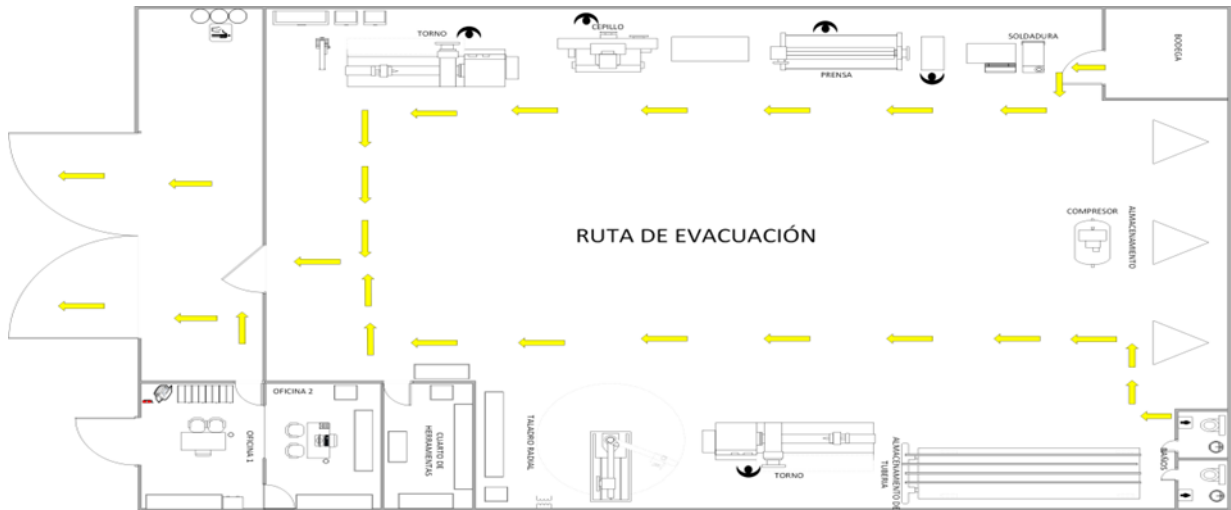 TORNO
CEPILLO
PRENSA
SOLDADURA
BODEGA
RUTA DE EVACUACIÓN
COMPRESOR
ALMACENAMIENTO
OFICINA 1
OFICINA 2
CUARTO DE
HERRAMIENTAS
TALADRO RADIAL
TORNO
ALMACENAMIENTO DE
TUBERIA
BAÑOS